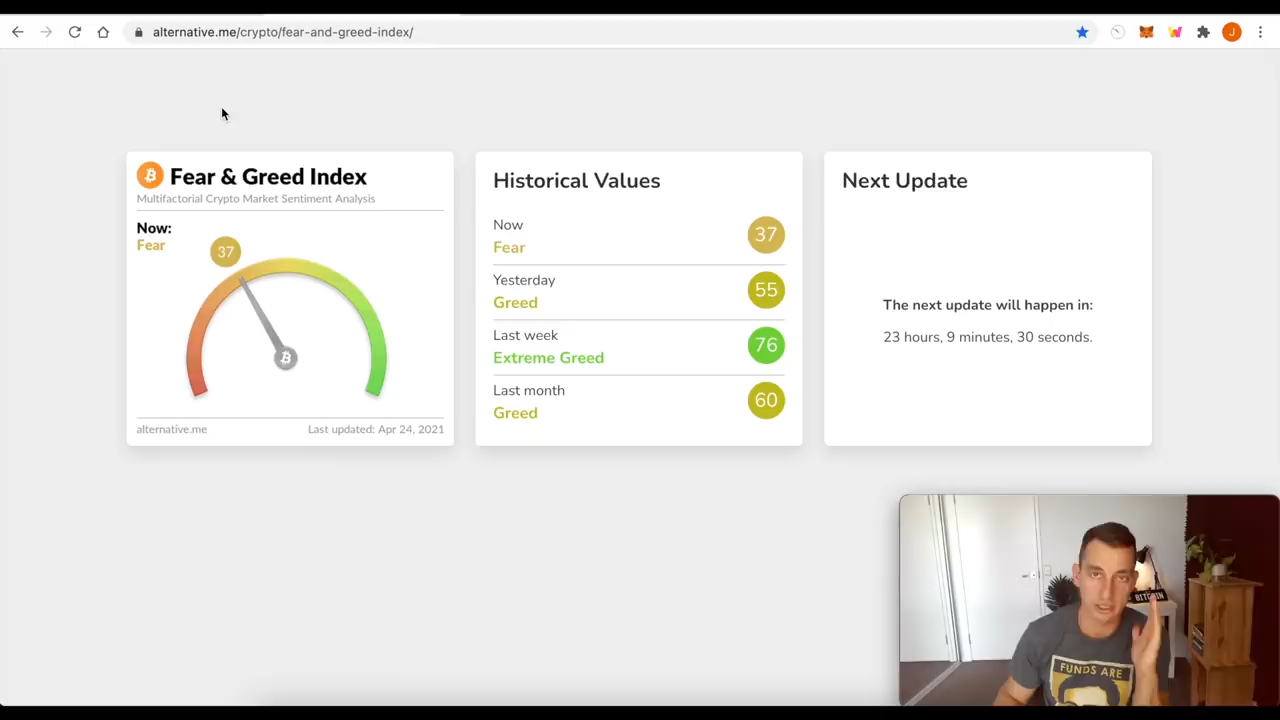 alternative.me/crypto/fear-and-greed-index/
J
Fear & Greed Index
Multifactorial Crypto Market Sentiment Analysis
Now:
Fear
37
alternative.me
Last updated: Apr 24, 2021
Historical Values
Now
Fear
37
Yesterday
Greed
55
Last week
Extreme Greed
76
Last month
Greed
60
Next Update
The next update will happen in:
23 hours, 9 minutes, 30 seconds.
BITCOIN
FUNDS ARE